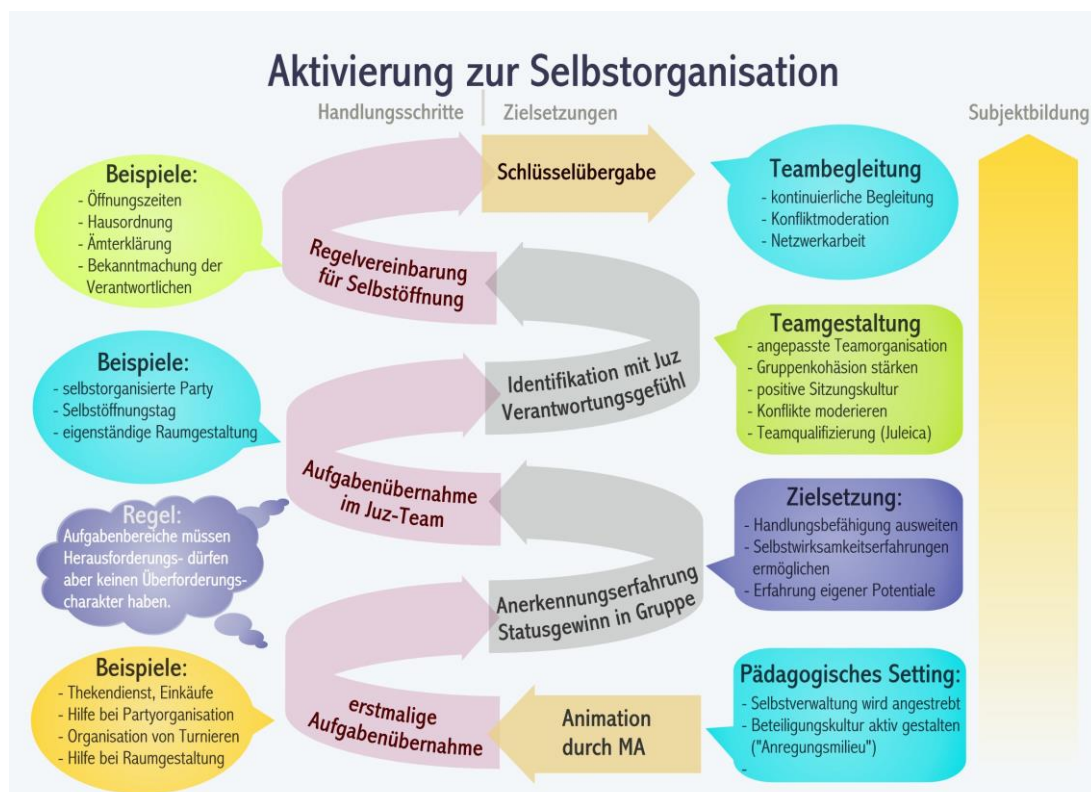 Aktivierung zur Selbstorganisation
Handlungsschritte
Zielsetzungen
Subjektbildung
Beispiele:
- Öffnungszeiten
- Hausordnung
- Ämterklärung
- Bekanntmachung der
Verantwortlichen
Schlüsselübergabe
Teambegleitung
- kontinuierliche Begleitung
- Konfliktmoderation
- Netzwerkarbeit
Regelvereinbarung
für Selbstöffnung
Beispiele:
- selbstorganisierte Party
- Selbstöffnungstag
- eigenständige Raumgestaltung
Identifikation mit Juz
Verantwortungsgefühl
Teamgestaltung
- angepasste Teamorganisation
- Gruppenkohäsion stärken
- positive Sitzungskultur
- Konflikte moderieren
- Teamqualifizierung (Juleica)
Aufgabenübernahme
im Juz-Team
Regel:
Aufgabenbereiche müssen
Herausforderungs- dürfen
aber keinen Überforderungs-
charakter haben.
Anerkennungserfahrung
Statusgewinn in Gruppe
Zielsetzung:
- Handlungsbefähigung ausweiten
- Selbstwirksamkeitserfahrungen
ermöglichen
- Erfahrung eigener Potentiale
Beispiele:
- Thekendienst, Einkäufe
- Hilfe bei Partyorganisation
- Organisation von Turnieren
- Hilfe bei Raumgestaltung
erstmalige
Aufgabenübernahme
Animation
durch MA
Pädagogisches Setting:
- Selbstverwaltung wird angestrebt
- Beteiligungskultur aktiv gestalten
("Anregungsmilieu")
-